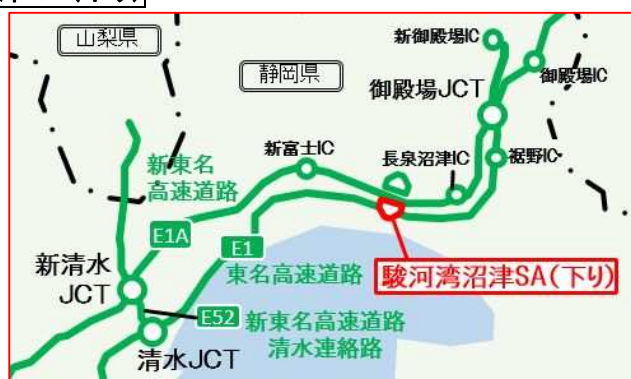 山梨県
静岡県
新御殿場IC
御殿場IC
御殿場JCT
新富士IC
長泉沼津IC
裾野IC
新東名
高速道路
E1A
E1
東名高速道路
駿河湾沼津SA(下り)
新清水
JCT
E52
新東名高速道路
清水連絡路
清水JCT